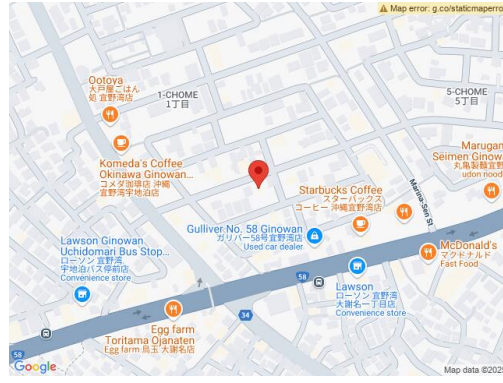 Map error: g.co/staticmaperro
Ootoya
大戸屋ごはん
処 宜野湾店
1-CHOME
1丁目
5-CHOME
5丁目
Komeda's Coffee
Okinawa Ginowan...
コメダ珈琲店 沖縄
宜野湾宇地泊店
Marugan
Seimen Ginow
丸亀製麺宜野
udon nood
Starbucks Coffee
スターバックス
コーヒー 沖縄宜野湾店
Marina-Sen St
Gulliver No. 58 Ginowan
ガリバー58号宜野湾店
Used car dealer
Lawson Ginowan
Uchidomari Bus Stop...
ローソン 宜野湾
宇地泊バス停前店
Convenience store
McDonald's
マクドナルド
Fast Food
58
Lawson
ローソン 宜野湾
大謝名一丁目店
Convenience store
34
Egg farm
Toritama Ojanaten
Egg farm 鳥玉 大謝名店
58
Google
Map data ©202